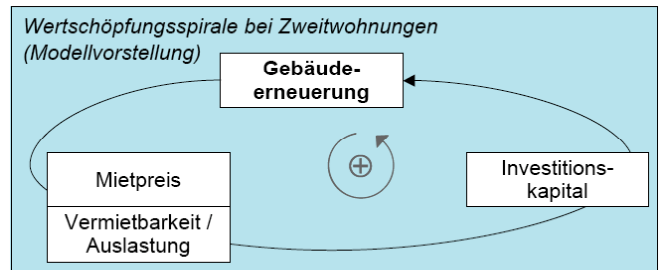 Wertschöpfungsspirale bei Zweitwohnungen
(Modellvorstellung)
Gebäude-
erneuerung
Mietpreis
Vermietbarkeit /
Auslastung
Investitions-
kapital